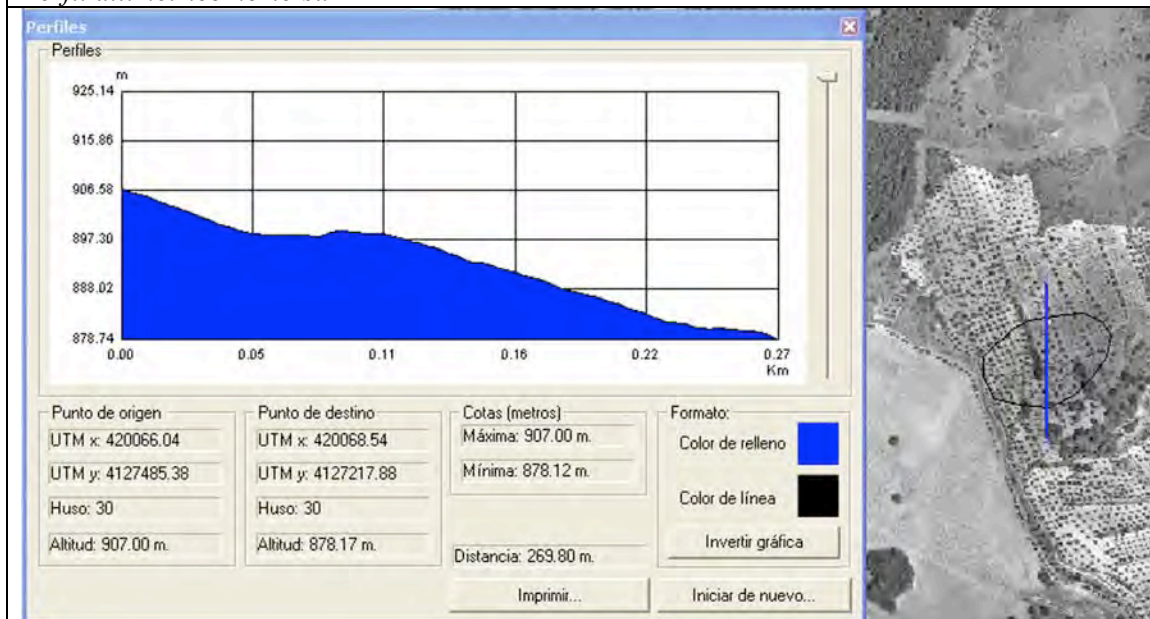 Perfiles
Perfiles
m
925.14
915.86
906.58
897.30
888.02
878.74
0.00 0.05 0.11 0.16 0.22 0.27
Km
Punto de origen
UTM x: 420066.04
UTM y: 4127485.38
Huso: 30
Altitud: 907.00 m.
Punto de destino
UTM x: 420068.54
UTM y: 4127217.88
Huso: 30
Altitud: 878.17 m.
Cotas (metros)
Máxima: 907.00 m.
Mínima: 878.12 m.
Distancia: 269.80 m.
Formato:
Color de relleno
Color de línea
Invertir gráfica
Imprimir...
Iniciar de nuevo...